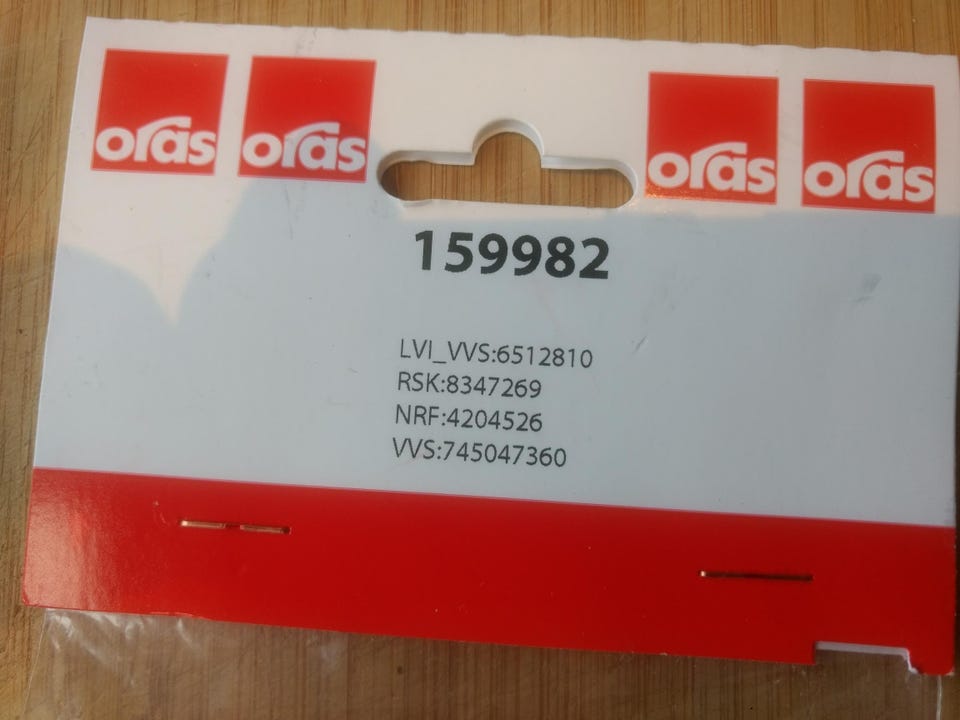 oras oras oras oras
159982
LVI_VVS:6512810
RSK:8347269
NRF:4204526
VVS:745047360